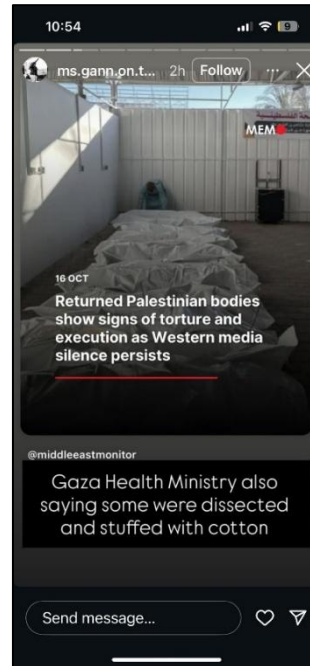 10:54
9
ms.gann.on.t...
2h
Follow
MEM
16 OCT
Returned Palestinian bodies
show signs of torture and
execution as Western media
silence persists
@middleeastmonitor
Gaza Health Ministry also
saying some were dissected
and stuffed with cotton
Send message...